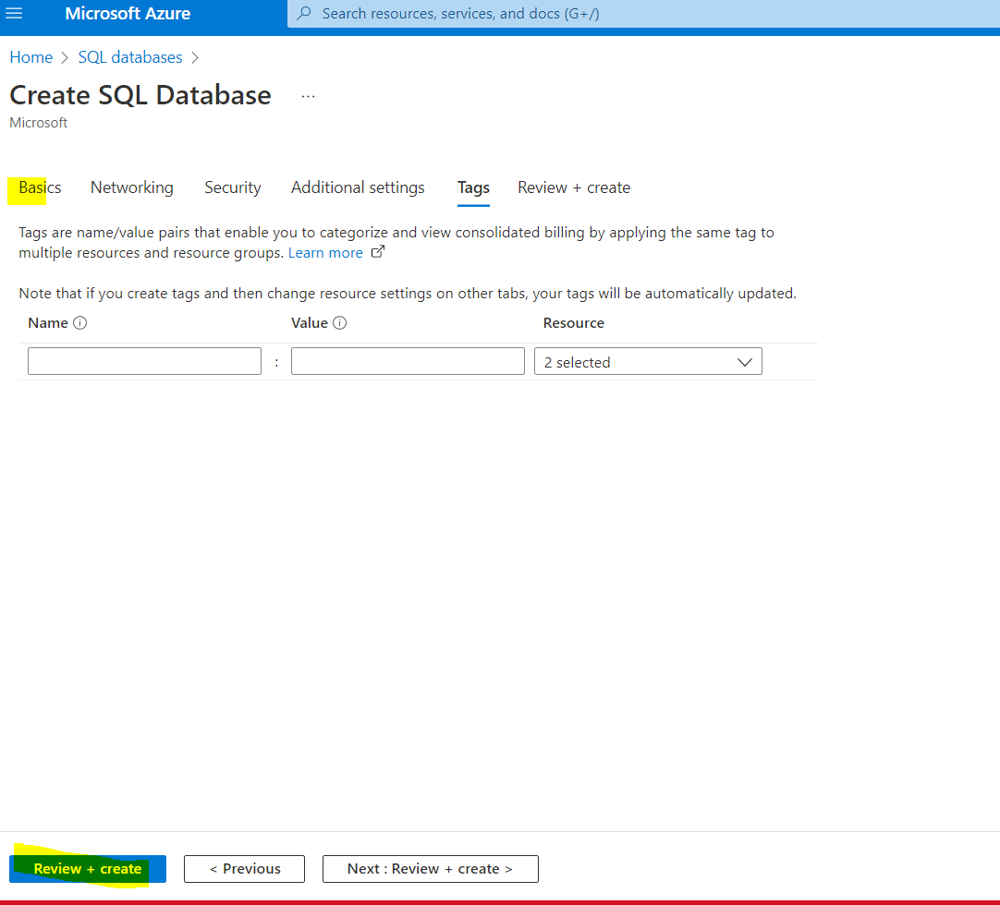 Microsoft Azure
Search resources, services, and docs (G+/)
Home > SQL databases >
Create SQL Database ...
Microsoft
Basics Networking Security Additional settings Tags Review + create
Tags are name/value pairs that enable you to categorize and view consolidated billing by applying the same tag to
multiple resources and resource groups. Learn more
Note that if you create tags and then change resource settings on other tabs, your tags will be automatically updated.
Name Value Resource
: 2 selected
Review + create < Previous Next : Review + create >